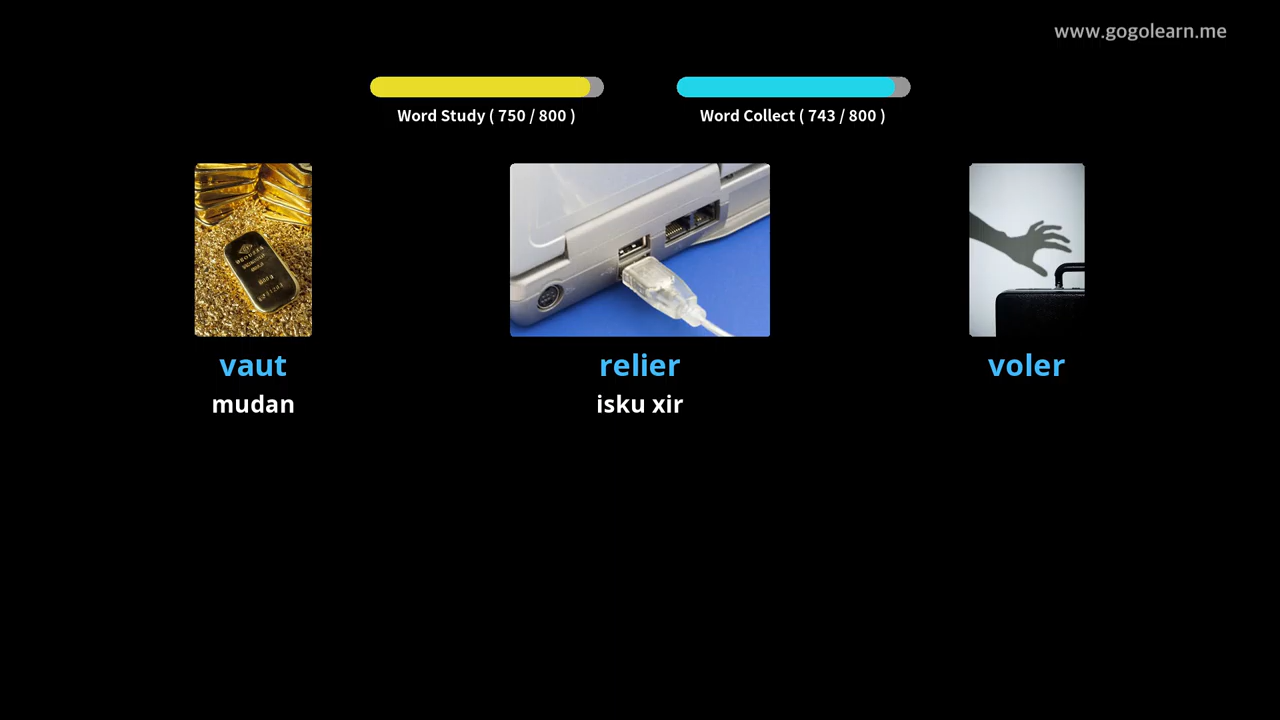 www.gogolearn.me
Word Study ( 750 / 800 )
Word Collect ( 743 / 800 )
vaut
relier
voler
mudan
isku xir